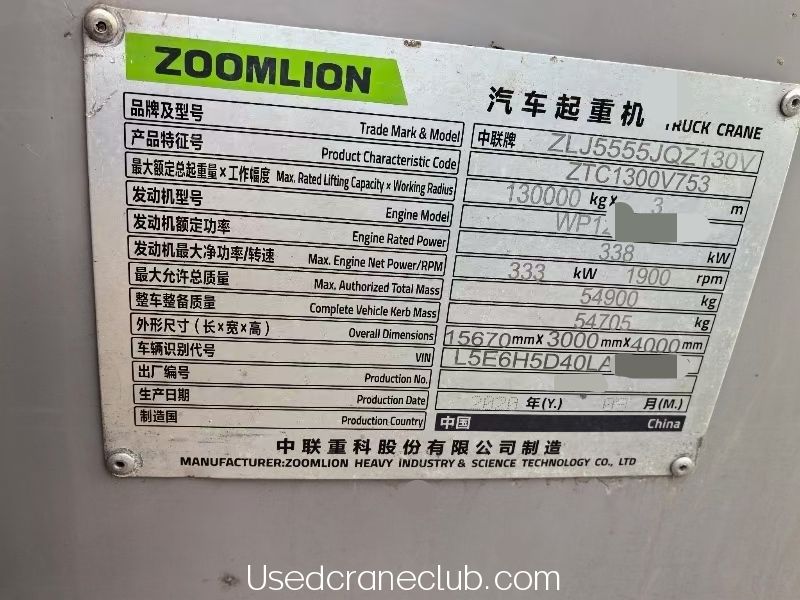 ZOOMLION
汽车起重机 TRUCK CRANE
品牌及型号 Trade Mark & Model 中联牌 ZLJ5555JQZ130V
产品特征号 Product Characteristic Code ZTC1300V753
最大额定总起重量×工作幅度 Max. Rated Lifting Capacity × Working Radius 130000 kg× 3 m
发动机型号 Engine Model WP12
发动机额定功率 Engine Rated Power 338 kW
发动机最大净功率/转速 Max. Engine Net Power/RPM 333 kW 1900 rpm
最大允许总质量 Max. Authorized Total Mass 54900 kg
整车整备质量 Complete Vehicle Kerb Mass 54705 kg
外形尺寸(长×宽×高) Overall Dimensions 15670mm× 3000mm×4000mm
车辆识别代号 VIN L5E6H5D40LA
出厂编号 Production No.
生产日期 Production Date 2020 年(Y.) 月(M.)
制造国 Production Country 中国 China
中联重科股份有限公司制造
MANUFACTURER:ZOOMLION HEAVY INDUSTRY & SCIENCE TECHNOLOGY CO., LTD
Usedcraneclub.com